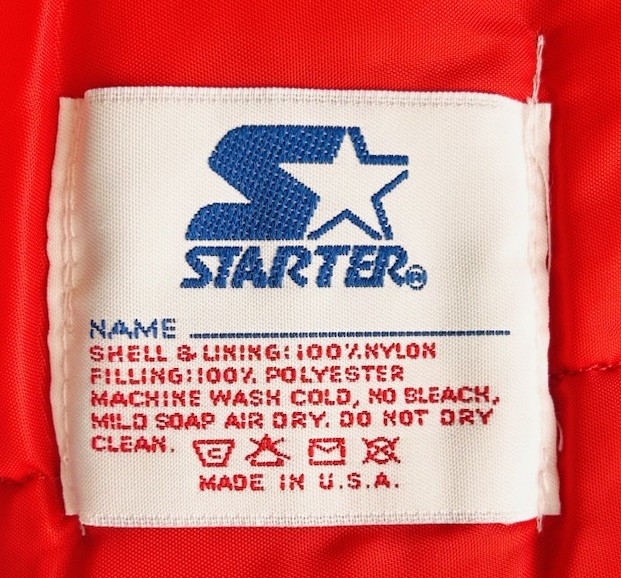 STARTER®
NAME
SHELL & LINING:100% NYLON
FILLING:100% POLYESTER
MACHINE WASH COLD, NO BLEACH,
MILD SOAP AIR DRY. DO NOT DRY
CLEAN.
C
MADE IN U.S.A.